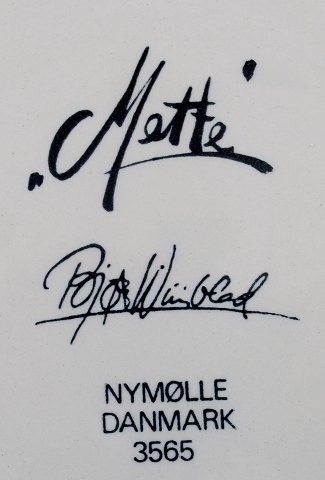 „Mette'
Bjørn Wiinblad
NYMØLLE
DANMARK
3565